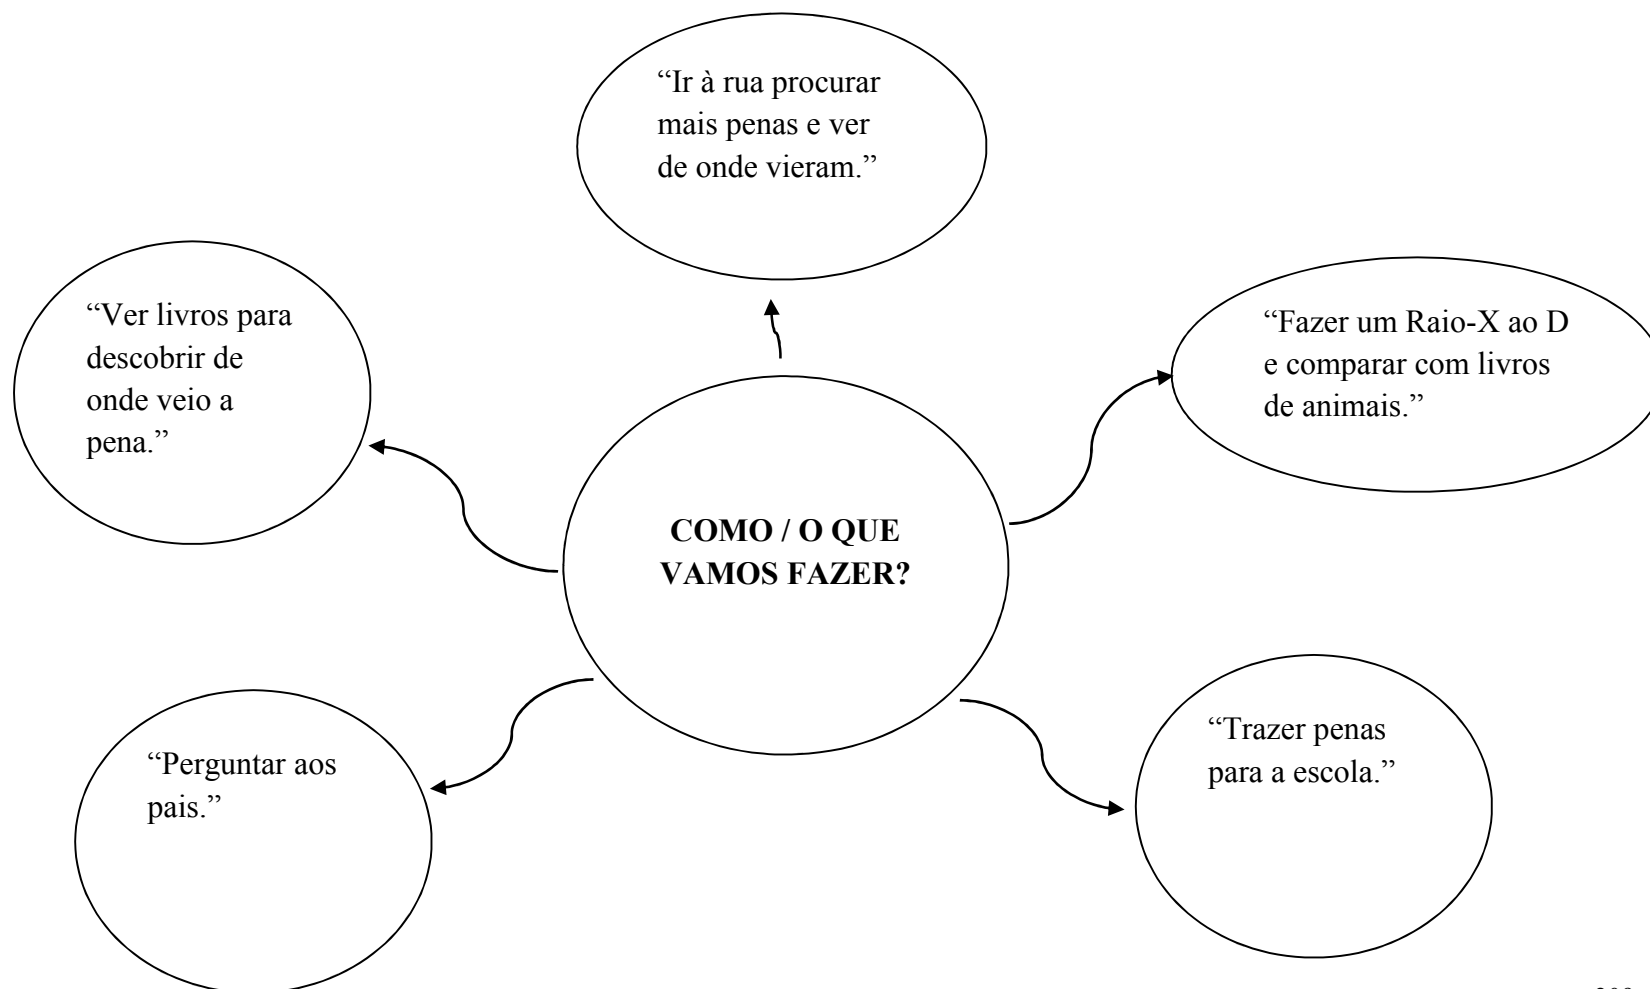 “Ir à rua procurar
mais penas e ver
de onde vieram.”
“Ver livros para
descobrir de
onde veio a
pena.”
“Fazer um Raio-X ao D
e comparar com livros
de animais.”
COMO / O QUE
VAMOS FAZER?
“Perguntar aos
pais.”
“Trazer penas
para a escola.”